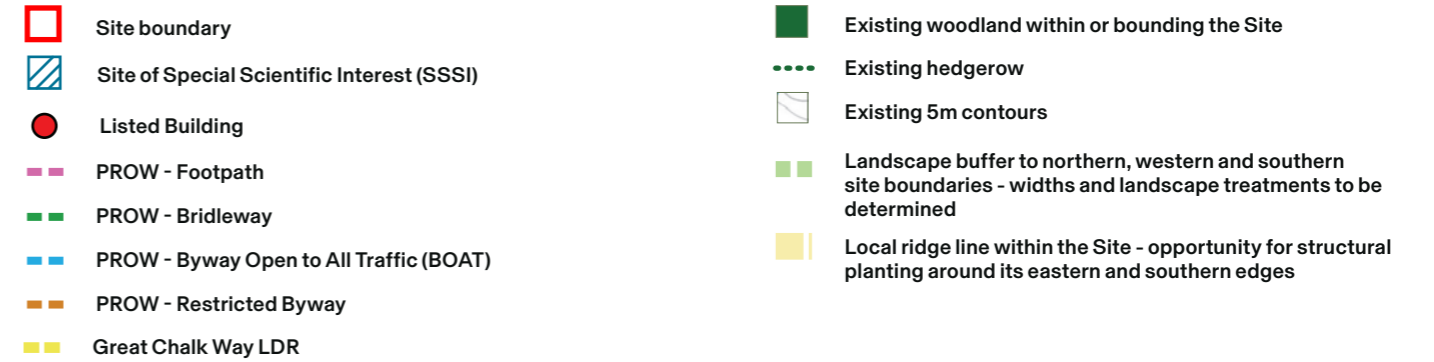 Site boundary
Site of Special Scientific Interest (SSSI)
Listed Building
PROW - Footpath
PROW - Bridleway
PROW - Byway Open to All Traffic (BOAT)
PROW - Restricted Byway
Great Chalk Way LDR
Existing woodland within or bounding the Site
Existing hedgerow
Existing 5m contours
Landscape buffer to northern, western and southern
site boundaries - widths and landscape treatments to be
determined
Local ridge line within the Site - opportunity for structural
planting around its eastern and southern edges